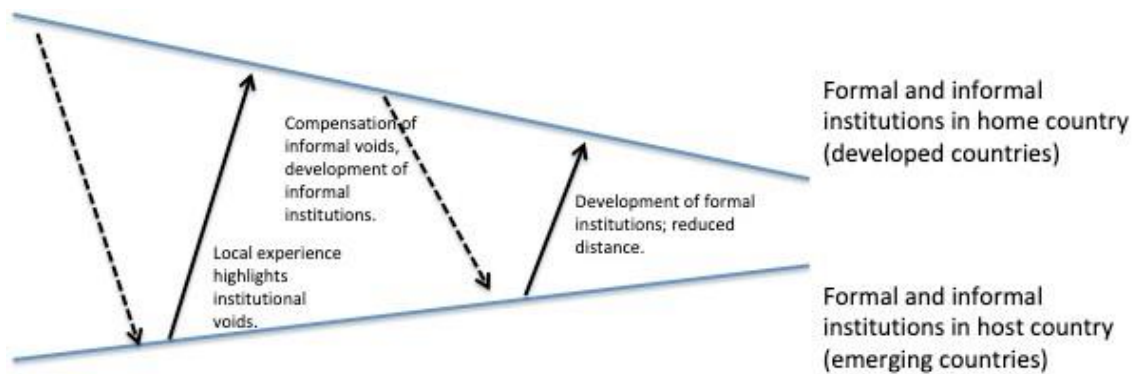 Formal and informal
institutions in home country
(developed countries)
Compensation of
informal voids,
development of
informal
institutions.
Development of formal
institutions; reduced
distance.
Local experience
highlights
institutional
voids.
Formal and informal
institutions in host country
(emerging countries)